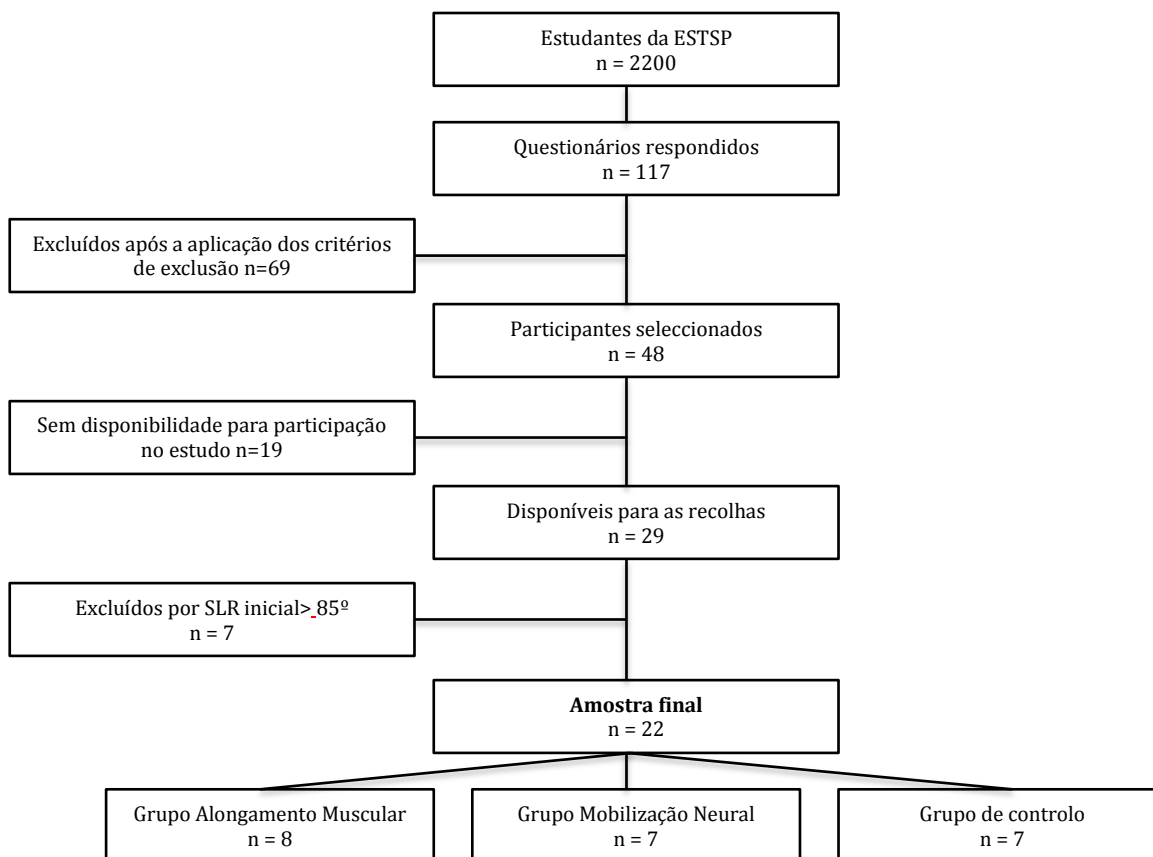 Estudantes da ESTSP
n = 2200
Questionários respondidos
n = 117
Excluídos após a aplicação dos critérios
de exclusão n=69
Participantes seleccionados
n = 48
Sem disponibilidade para participação
no estudo n=19
Disponíveis para as recolhas
n = 29
Excluídos por SLR inicial> 85º
n = 7
Amostra final
n = 22
Grupo Alongamento Muscular
n = 8
Grupo Mobilização Neural
n = 7
Grupo de controlo
n = 7